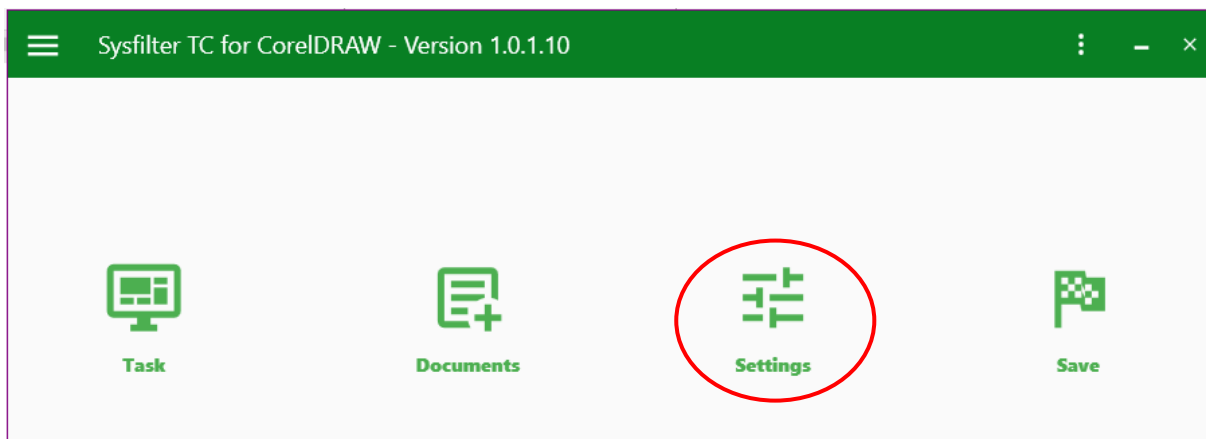 Sysfilter TC for CorelDRAW - Version 1.0.1.10
Task
Documents
Settings
Save